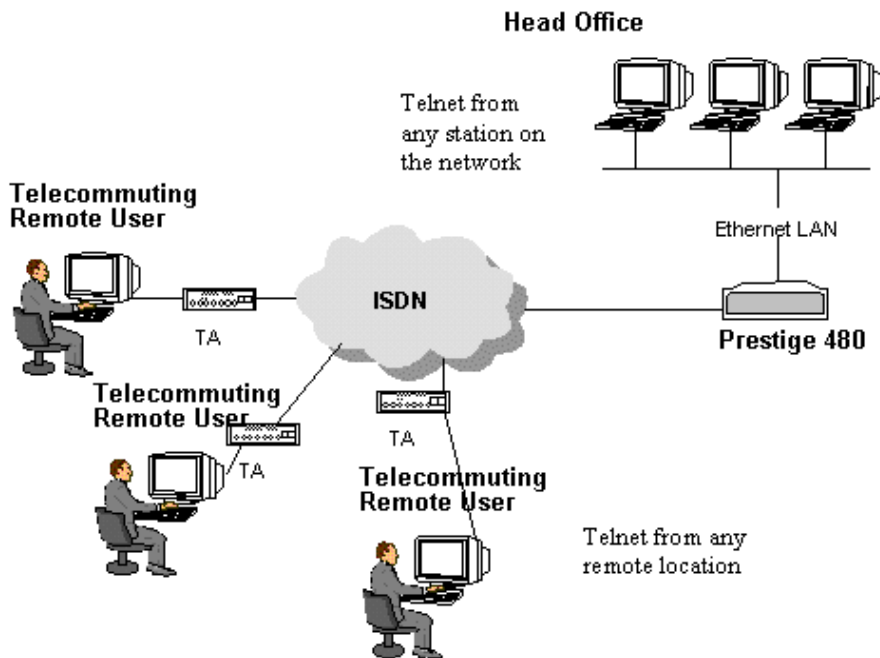 Head Office
Telnet from
any station on
the network
Telecommuting
Remote User
Ethernet LAN
ISDN
TA
Prestige 480
Telecommuting
Remote User
TA
TA
Telecommuting
Remote User
Telnet from any
remote location